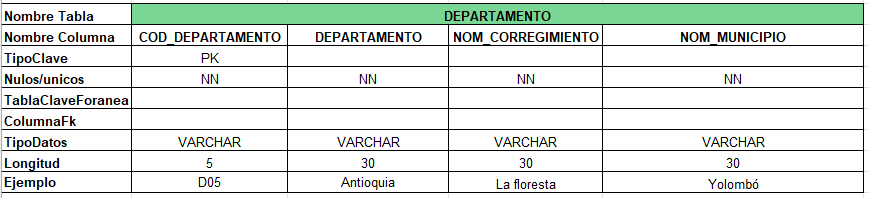 Nombre Tabla DEPARTAMENTO
Nombre Columna COD_DEPARTAMENTO DEPARTAMENTO NOM_CORREGIMIENTO NOM_MUNICIPIO
TipoClave PK
Nulos/unicos NN NN NN NN
TablaClaveForanea
ColumnaFk
TipoDatos VARCHAR VARCHAR VARCHAR VARCHAR
Longitud 5 30 30 30
Ejemplo D05 Antioquia La floresta Yolombó